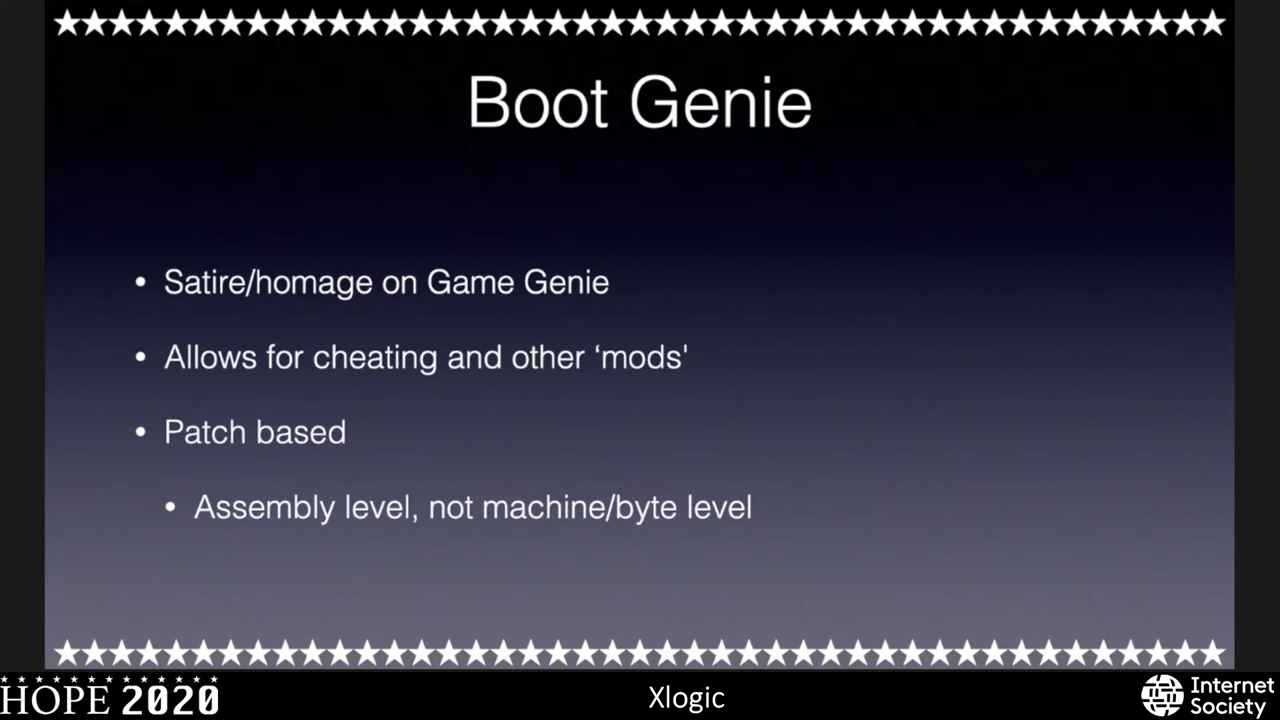 Boot Genie
• Satire/homage on Game Genie
• Allows for cheating and other ‘mods'
• Patch based
• Assembly level, not machine/byte level
HOPE 2020
Xlogic
Internet
Society